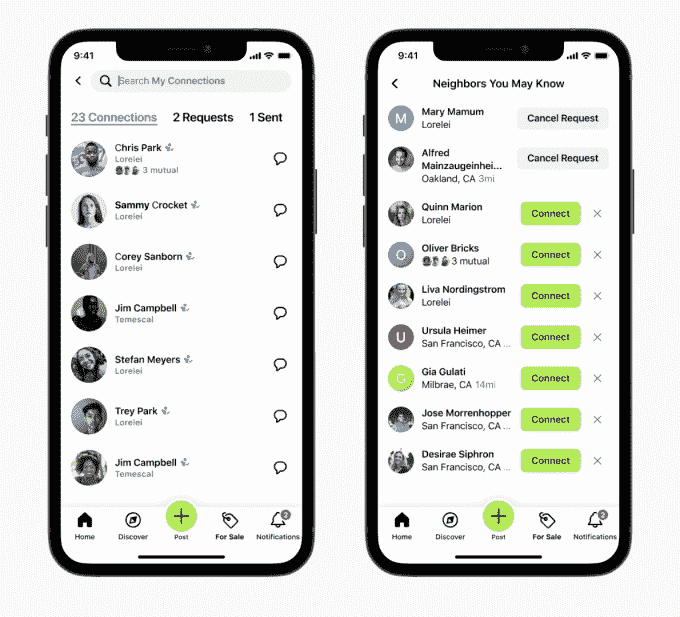 9:41
Search My Connections
23 Connections
2 Requests
1 Sent
Chris Park
Lorelei
3 mutual
Sammy Crocket
Lorelei
Corey Sanborn
Lorelei
Jim Campbell
Temescal
Stefan Meyers
Lorelei
Trey Park
Lorelei
Jim Campbell
Home
Discover
Post
For Sale
2
Notifications
9:41
Neighbors You May Know
M
Mary Mamum
Lorelei
Cancel Request
Alfred
Mainzaugeinhei...
Oakland, CA 3mi
Cancel Request
Quinn Marion
Lorelei
Connect
O
Oliver Bricks
3 mutual
Connect
Liva Nordingstrom
Lorelei
Connect
U
Ursula Heimer
San Francisco, CA ...
Connect
G
Gia Gulati
Milbrae, CA 14mi
Connect
Jose Morrenhopper
San Francisco, CA ...
Connect
Desirae Siphron
San Francisco, CA ...
Connect
Home
Discover
Post
For Sale
2
Notifications